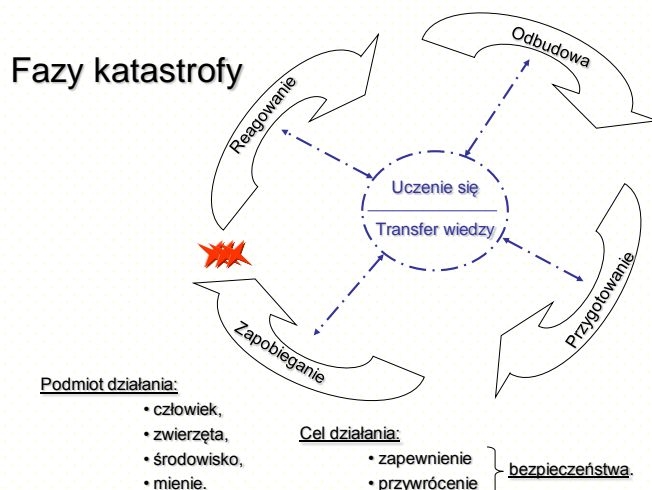 Fazy katastrofy
Reagowanie
Odbudowa
Uczenie się
Transfer wiedzy
Przygotowanie
Zapobieganie
Podmiot działania:
• człowiek,
• zwierzęta,
• środowisko,
• mienie.
Cel działania:
• zapewnienie
• przywrócenie
bezpieczeństwa.